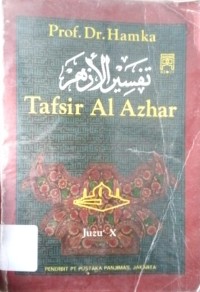 Prof. Dr. Hamka
تفسير الأزهر
Tafsir Al Azhar
Juzu' X
PENERBIT PT. PUSTAKA PANJIMAS, JAKARTA